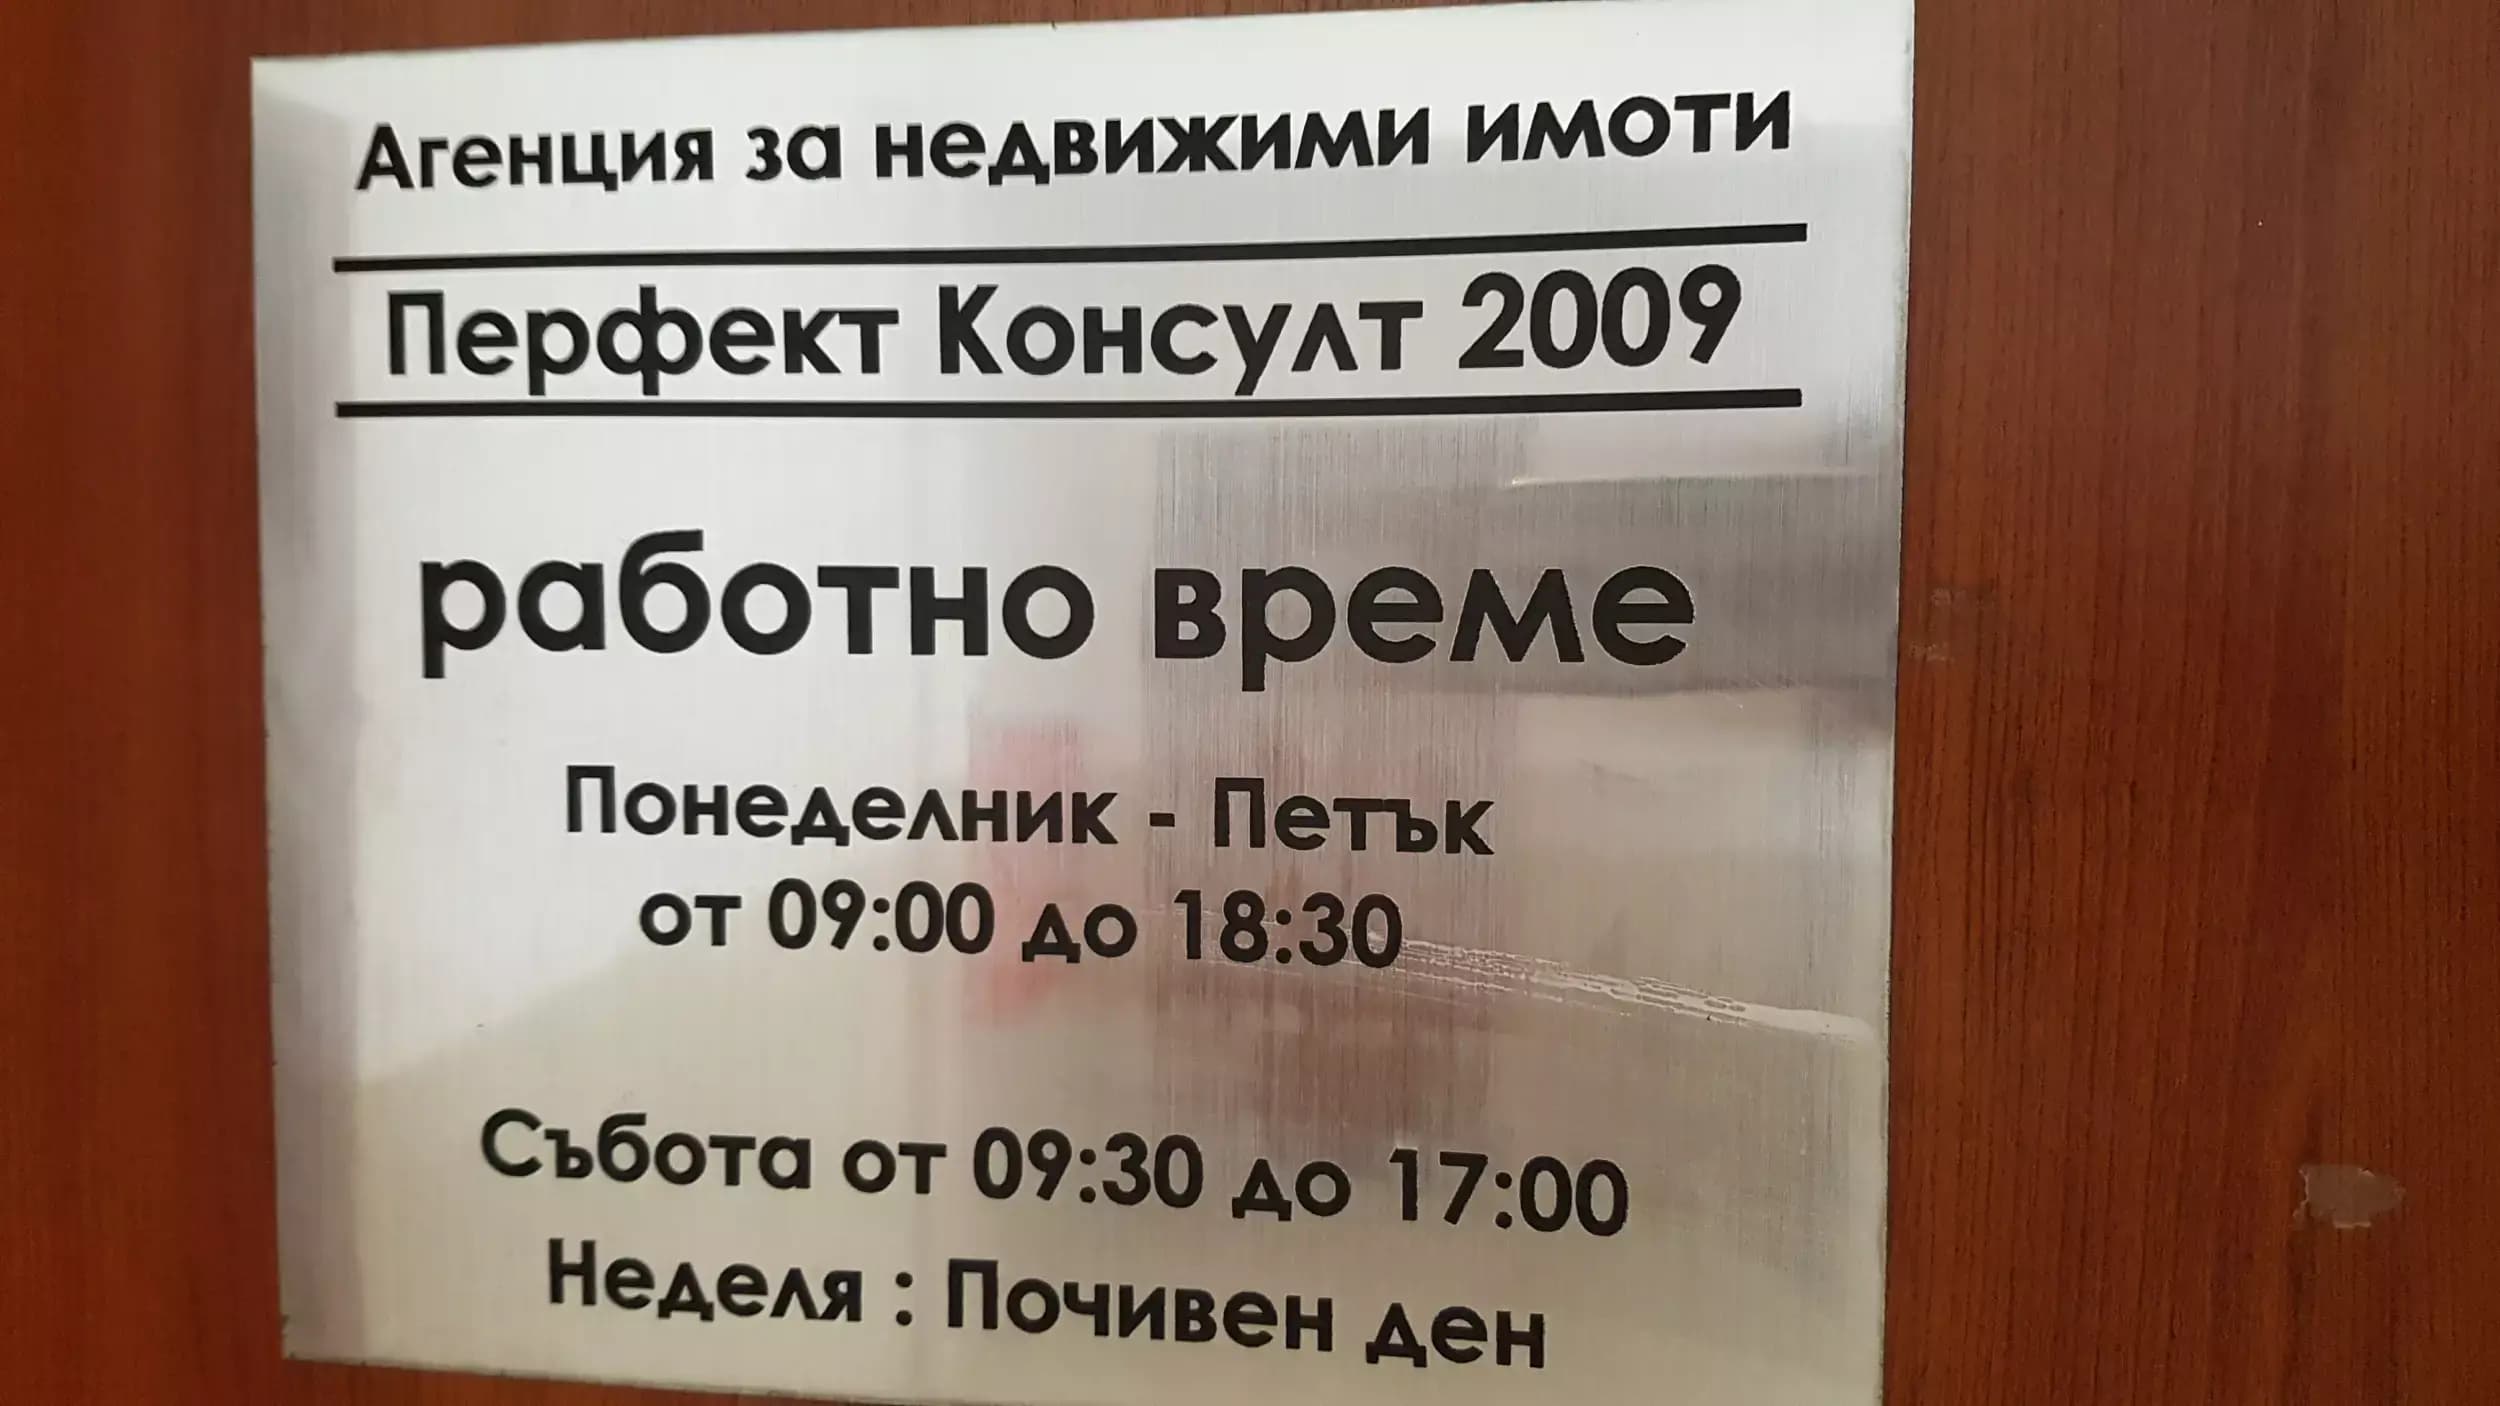 Агенция за недвижими имоти
Перфект Консулт 2009
работно време
Понеделник - Петък
от 09:00 до 18:30
Събота от 09:30 до 17:00
Неделя : Почивен ден